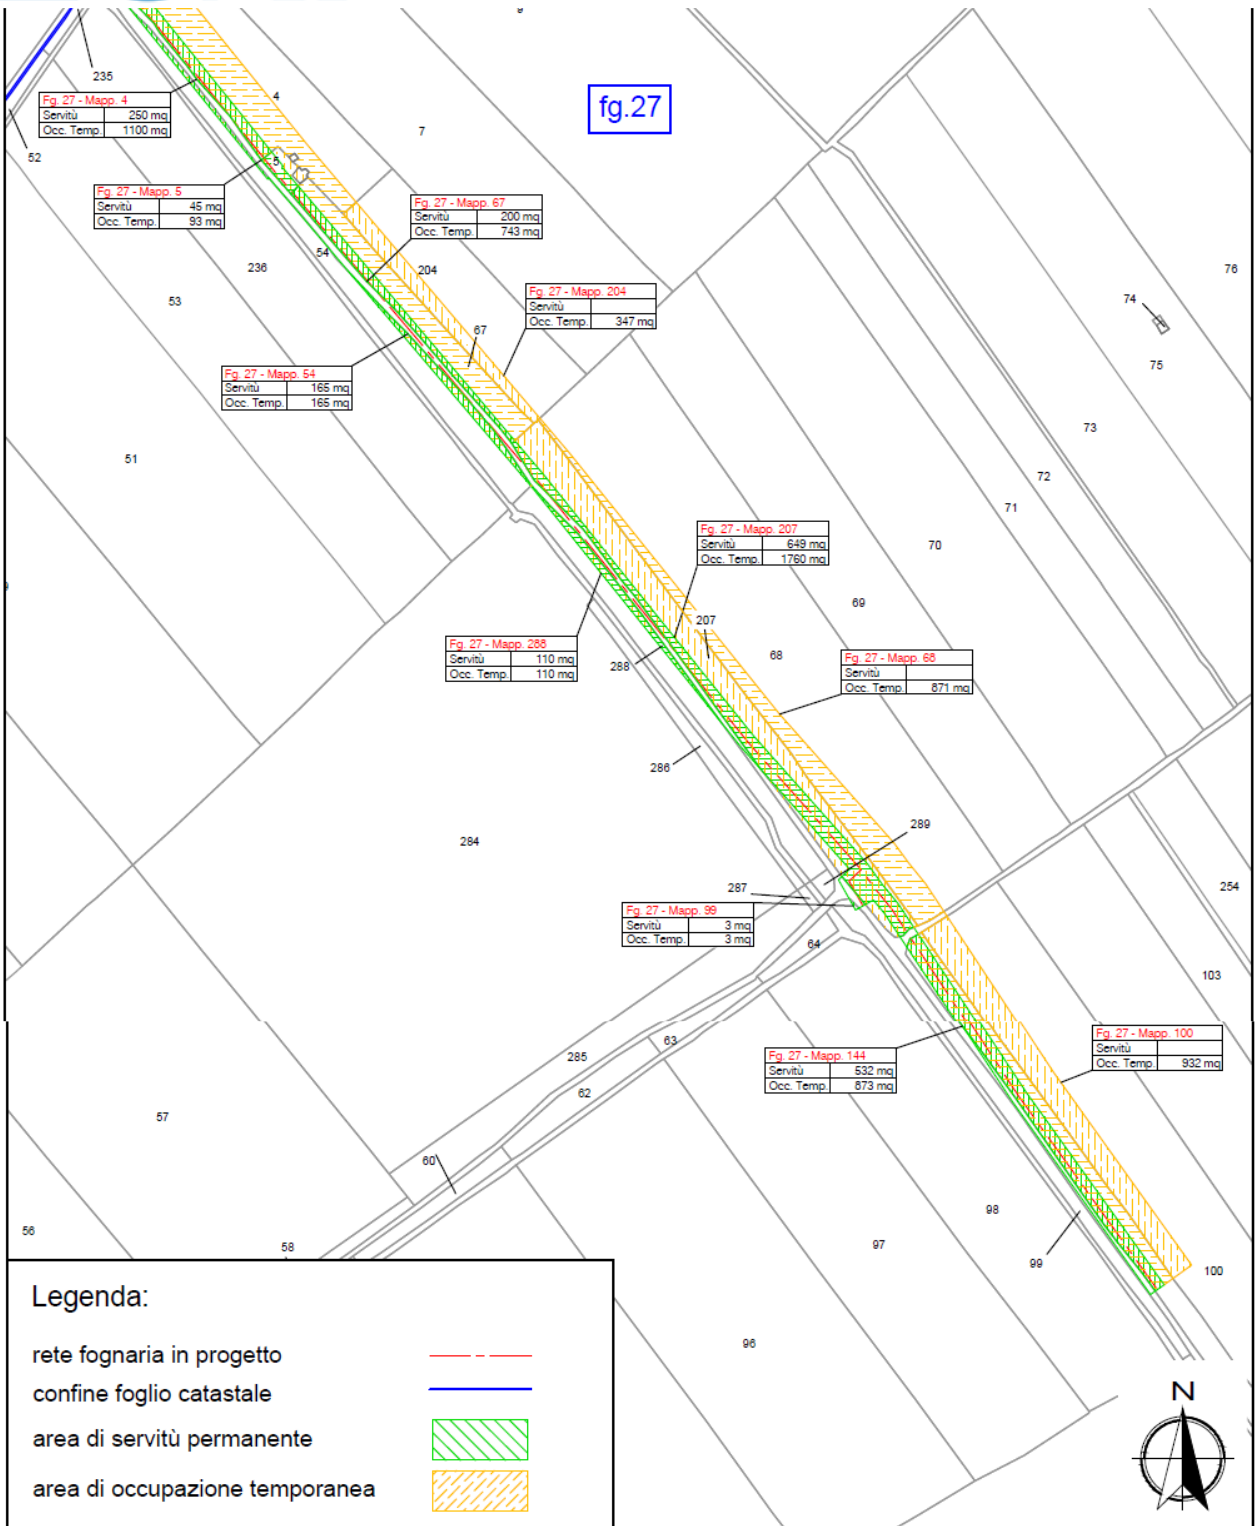 9
235
4
fg.27
Fg. 27 - Mapp. 4
Servitù 250 mq
Occ. Temp. 1100 mq
7
52
5
Fg. 27 - Mapp. 5
Servitù 45 mq
Occ. Temp. 93 mq
Fg. 27 - Mapp. 67
Servitù 200 mq
Occ. Temp. 743 mq
54
236
204
76
53
Fg. 27 - Mapp. 204
Servitù
Occ. Temp. 347 mq
74
67
75
Fg. 27 - Mapp. 54
Servitù 165 mq
Occ. Temp. 165 mq
73
51
72
71
Fg. 27 - Mapp. 207
Servitù 649 mq
Occ. Temp. 1760 mq
70
69
207
Fg. 27 - Mapp. 288
Servitù 110 mq
Occ. Temp. 110 mq
288
68
Fg. 27 - Mapp. 68
Servitù
Occ. Temp. 871 mq
286
289
284
287
254
Fg. 27 - Mapp. 99
Servitù 3 mq
Occ. Temp. 3 mq
64
103
63
285
Fg. 27 - Mapp. 100
Servitù
Occ. Temp. 932 mq
Fg. 27 - Mapp. 144
Servitù 532 mq
Occ. Temp. 873 mq
62
57
60
98
56
58
97
99
100
96
Legenda:
rete fognaria in progetto
confine foglio catastale
area di servitù permanente
area di occupazione temporanea
N